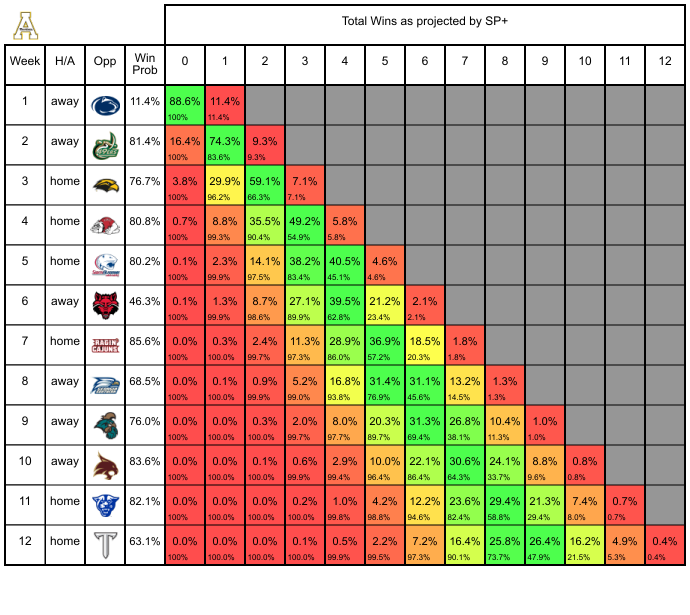 A
Total Wins as projected by SP+
Week H/A Opp Win Prob 0 1 2 3 4 5 6 7 8 9 10 11 12
1 away 11.4% 88.6% 11.4%
100% 11.4%
2 away 81.4% 16.4% 74.3% 9.3%
100% 83.6% 9.3%
3 home 76.7% 3.8% 29.9% 59.1% 7.1%
100% 96.2% 66.3% 7.1%
4 home 80.8% 0.7% 8.8% 35.5% 49.2% 5.8%
100% 99.3% 90.4% 54.9% 5.8%
5 home 80.2% 0.1% 2.3% 14.1% 38.2% 40.5% 4.6%
100% 99.9% 97.5% 83.4% 45.1% 4.6%
6 away 46.3% 0.1% 1.3% 8.7% 27.1% 39.5% 21.2% 2.1%
100% 99.9% 98.6% 89.9% 62.8% 23.4% 2.1%
7 home RAGIN CAJUNS 85.6% 0.0% 0.3% 2.4% 11.3% 28.9% 36.9% 18.5% 1.8%
100% 100.0% 99.7% 97.3% 86.0% 57.2% 20.3% 1.8%
8 away 68.5% 0.0% 0.1% 0.9% 5.2% 16.8% 31.4% 31.1% 13.2% 1.3%
100% 100.0% 99.9% 99.0% 93.8% 76.9% 45.6% 14.5% 1.3%
9 away 76.0% 0.0% 0.0% 0.3% 2.0% 8.0% 20.3% 31.3% 26.8% 10.4% 1.0%
100% 100.0% 100.0% 99.7% 97.7% 89.7% 69.4% 38.1% 11.3% 1.0%
10 away 83.6% 0.0% 0.0% 0.1% 0.6% 2.9% 10.0% 22.1% 30.6% 24.1% 8.8% 0.8%
100% 100.0% 100.0% 99.9% 99.4% 96.4% 86.4% 64.3% 33.7% 9.6% 0.8%
11 home 82.1% 0.0% 0.0% 0.0% 0.2% 1.0% 4.2% 12.2% 23.6% 29.4% 21.3% 7.4% 0.7%
100% 100.0% 100.0% 100.0% 99.8% 98.8% 94.6% 82.4% 58.8% 29.4% 8.0% 0.7%
12 home T 63.1% 0.0% 0.0% 0.0% 0.1% 0.5% 2.2% 7.2% 16.4% 25.8% 26.4% 16.2% 4.9% 0.4%
100% 100.0% 100.0% 100.0% 99.9% 99.5% 97.3% 90.1% 73.7% 47.9% 21.5% 5.3% 0.4%